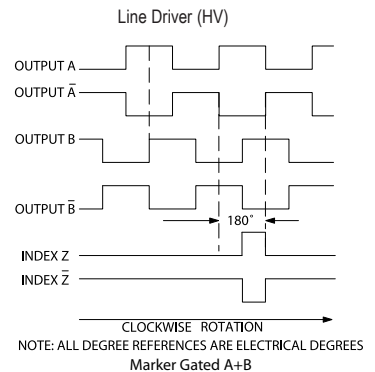 Line Driver (HV)
OUTPUT A
OUTPUT A̅
OUTPUT B
OUTPUT B̅
180°
INDEX Z
INDEX Z̅
CLOCKWISE ROTATION
NOTE: ALL DEGREE REFERENCES ARE ELECTRICAL DEGREES
Marker Gated A+B